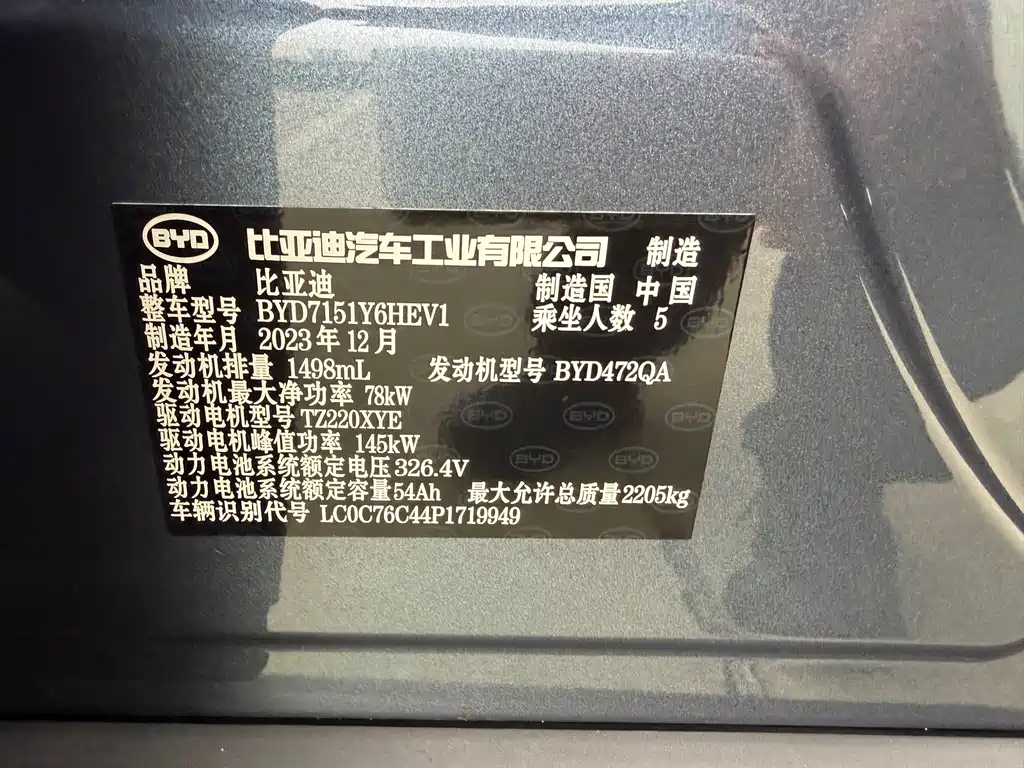 BYD 比亚迪汽车工业有限公司 制造
品牌 比亚迪 制造国 中国
整车型号 BYD7151Y6HEV1 乘坐人数 5
制造年月 2023年12月
发动机排量 1498mL 发动机型号 BYD472QA
发动机最大净功率 78kW
驱动电机型号 TZ220XYE
驱动电机峰值功率 145kW
动力电池系统额定电压 326.4V
动力电池系统额定容量 54Ah 最大允许总质量 2205kg
车辆识别代号 LC0C76C44P1719949